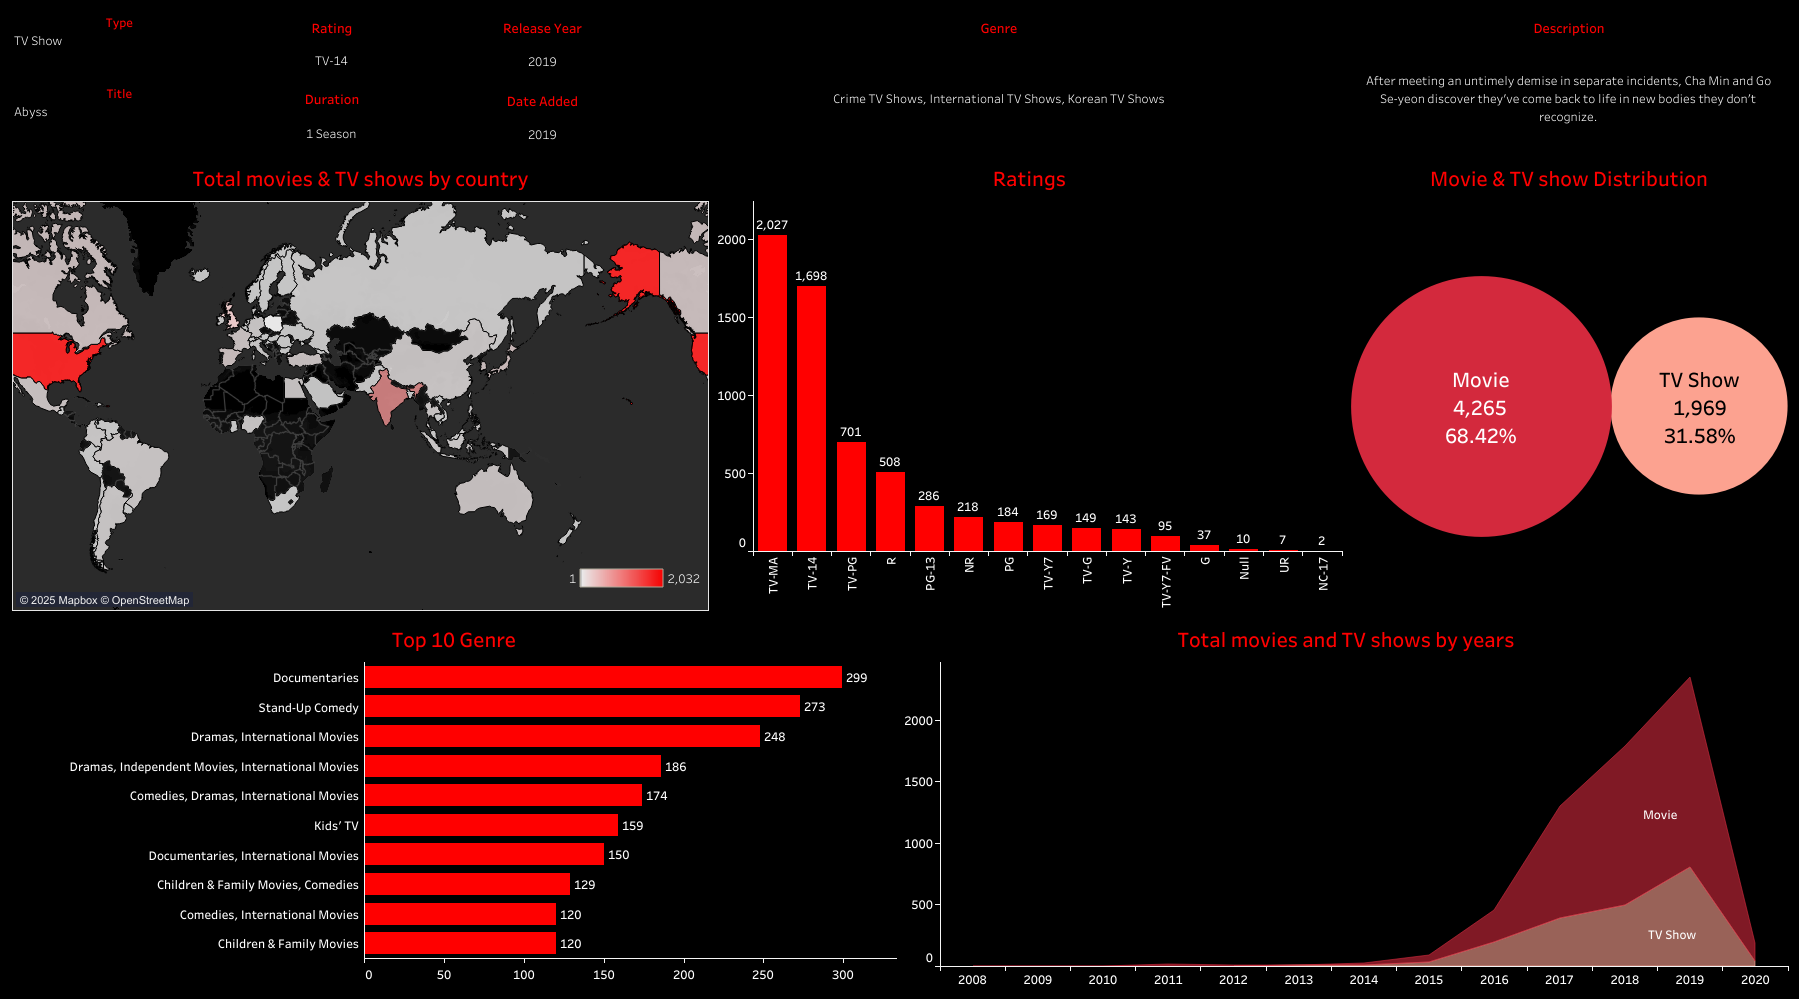 Type
TV Show
Title
Abyss
Rating
TV-14
Duration
1 Season
Release Year
2019
Date Added
2019
Genre
Crime TV Shows, International TV Shows, Korean TV Shows
Description
After meeting an untimely demise in separate incidents, Cha Min and Go
Se-yeon discover they’ve come back to life in new bodies they don’t
recognize.
Total movies & TV shows by country
1
2,032
© 2025 Mapbox © OpenStreetMap
Ratings
2000
1500
1000
500
0
2,027
1,698
701
508
286
218
184
169
149
143
95
37
10
7
2
TV-MA
TV-14
TV-PG
R
PG-13
NR
PG
TV-Y7
TV-G
TV-Y
TV-Y7-FV
G
Null
UR
NC-17
Movie & TV show Distribution
Movie
4,265
68.42%
TV Show
1,969
31.58%
Top 10 Genre
Documentaries
299
Stand-Up Comedy
273
Dramas, International Movies
248
Dramas, Independent Movies, International Movies
186
Comedies, Dramas, International Movies
174
Kids’ TV
159
Documentaries, International Movies
150
Children & Family Movies, Comedies
129
Comedies, International Movies
120
Children & Family Movies
120
0
50
100
150
200
250
300
Total movies and TV shows by years
2000
1500
1000
500
0
Movie
TV Show
2008
2009
2010
2011
2012
2013
2014
2015
2016
2017
2018
2019
2020